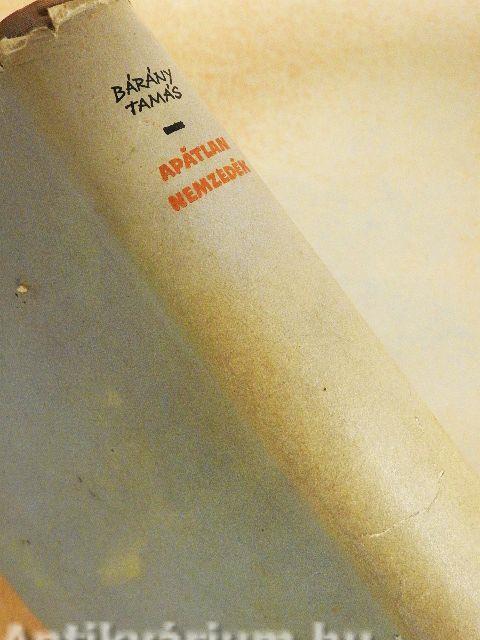 BÁRÁNY
TAMÁS
APÁTLAN
NEMZEDÉK
Antikvárium.hu